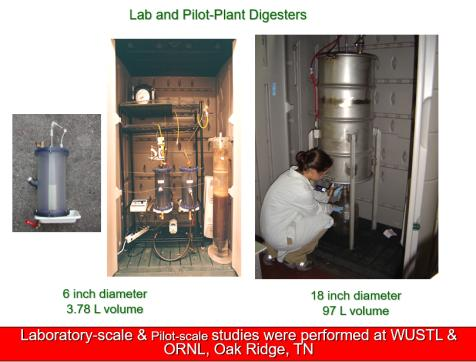 Lab and Pilot-Plant Digesters
6 inch diameter
3.78 L volume
18 inch diameter
97 L volume
Laboratory-scale & Pilot-scale studies were performed at WUSTL &
ORNL, Oak Ridge, TN